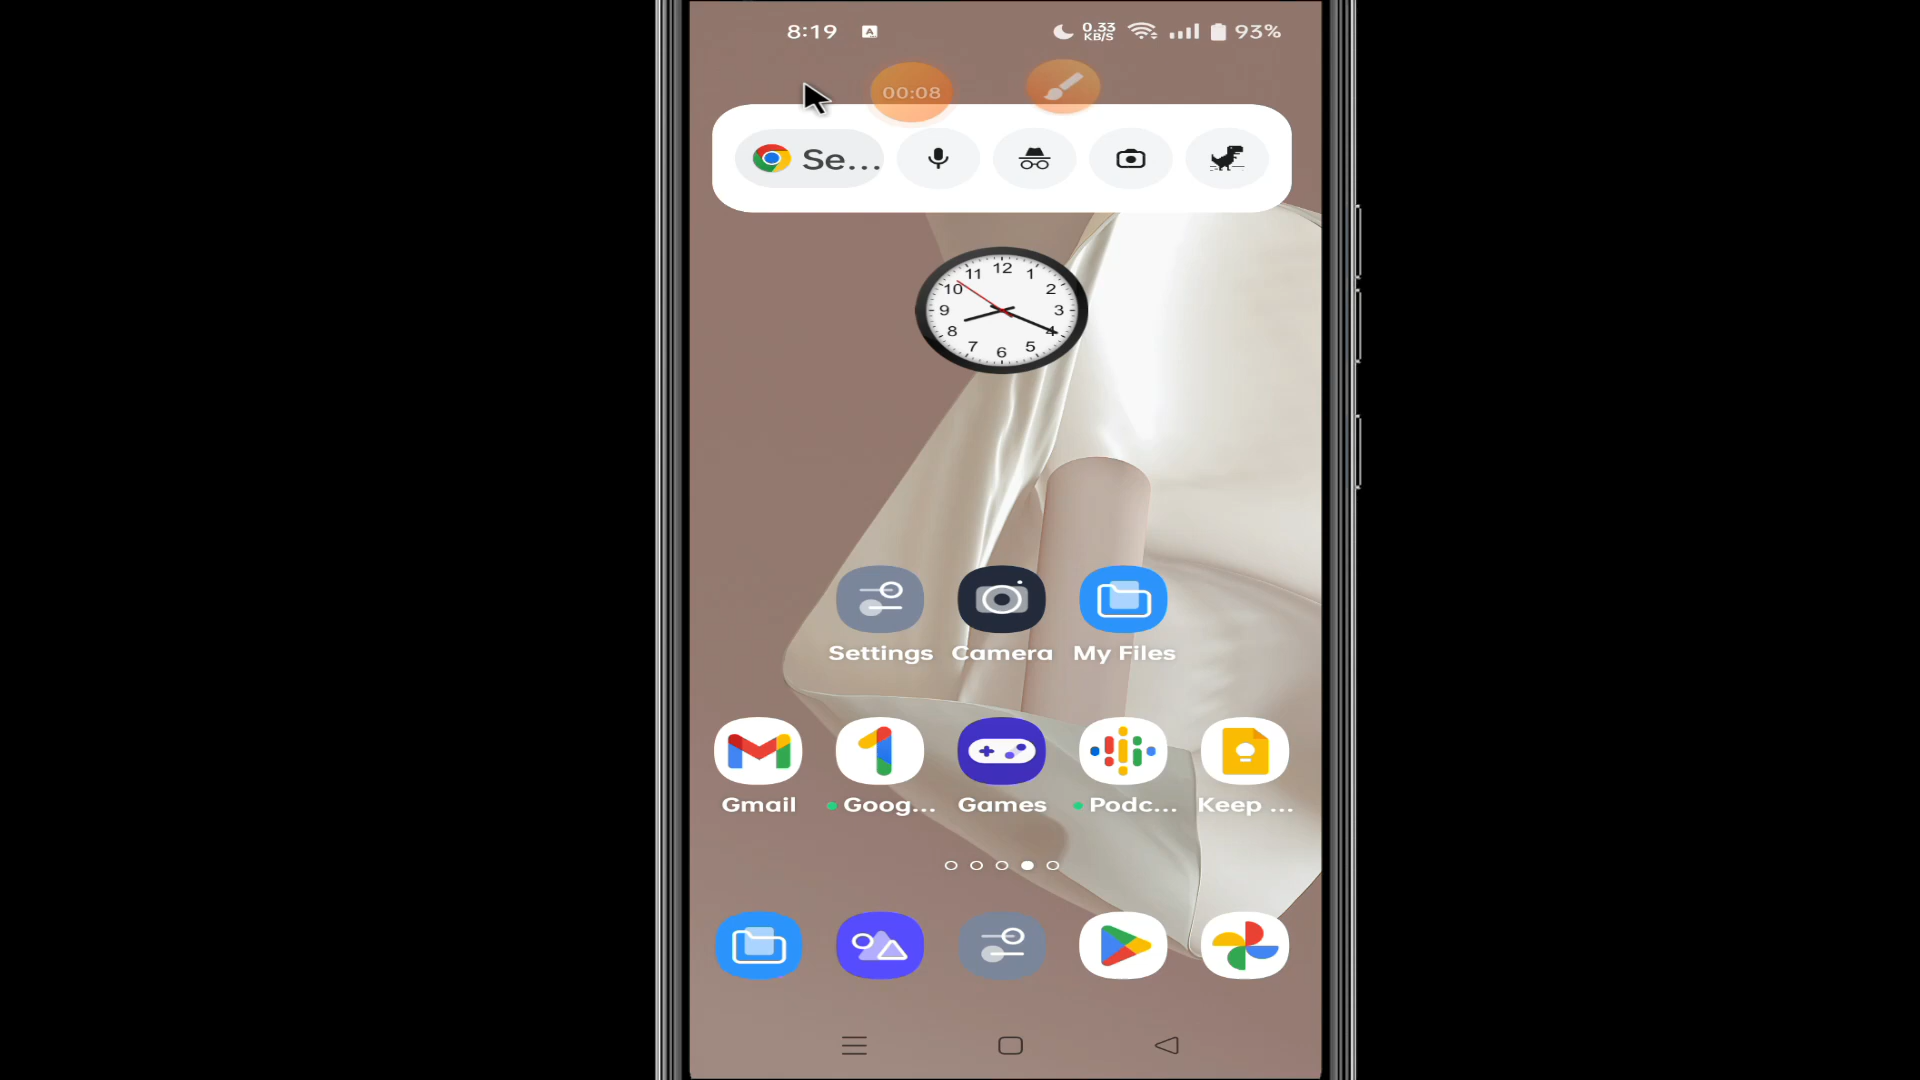 8:19 A 0.33 KB/S 93%
00:08
Se...
12
11 1
10 2
9 3
8 4
7 5
6
Settings Camera My Files
Gmail Goog... Games Podc... Keep ...